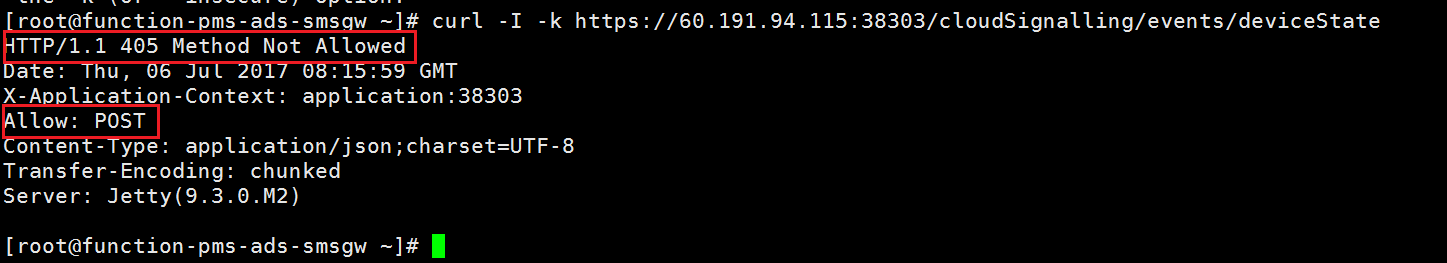 [root@function-pms-ads-smsgw ~]# curl -I -k https://60.191.94.115:38303/cloudSignalling/events/deviceState
HTTP/1.1 405 Method Not Allowed
Date: Thu, 06 Jul 2017 08:15:59 GMT
X-Application-Context: application:38303
Allow: POST
Content-Type: application/json;charset=UTF-8
Transfer-Encoding: chunked
Server: Jetty(9.3.0.M2)
[root@function-pms-ads-smsgw ~]#